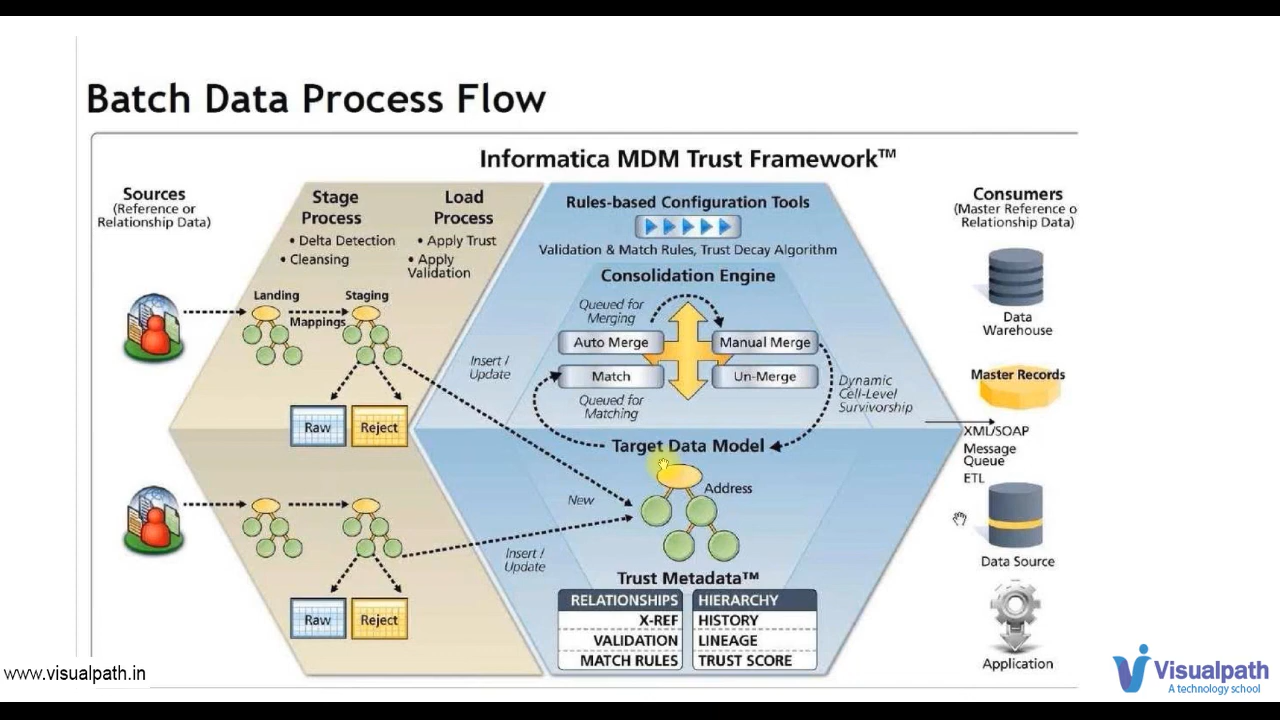 Batch Data Process Flow
Informatica MDM Trust Framework™
Sources
(Reference or
Relationship Data)
Stage
Process
• Delta Detection
• Cleansing
Load
Process
• Apply Trust
• Apply
Validation
Landing
Staging
Mappings
Raw
Reject
Raw
Reject
Insert /
Update
New
Insert /
Update
Rules-based Configuration Tools
Validation & Match Rules, Trust Decay Algorithm
Consolidation Engine
Queued for
Merging
Auto Merge
Manual Merge
Match
Un-Merge
Queued for
Matching
Dynamic
Cell-Level
Survivorship
Target Data Model
Address
Trust Metadata™
RELATIONSHIPS
X-REF
VALIDATION
MATCH RULES
HIERARCHY
HISTORY
LINEAGE
TRUST SCORE
Consumers
(Master Reference o
Relationship Data)
Data
Warehouse
Master Records
XML/SOAP
Message
Queue
ETL
Data Source
Application
www.visualpath.in
Visualpath
A technology school